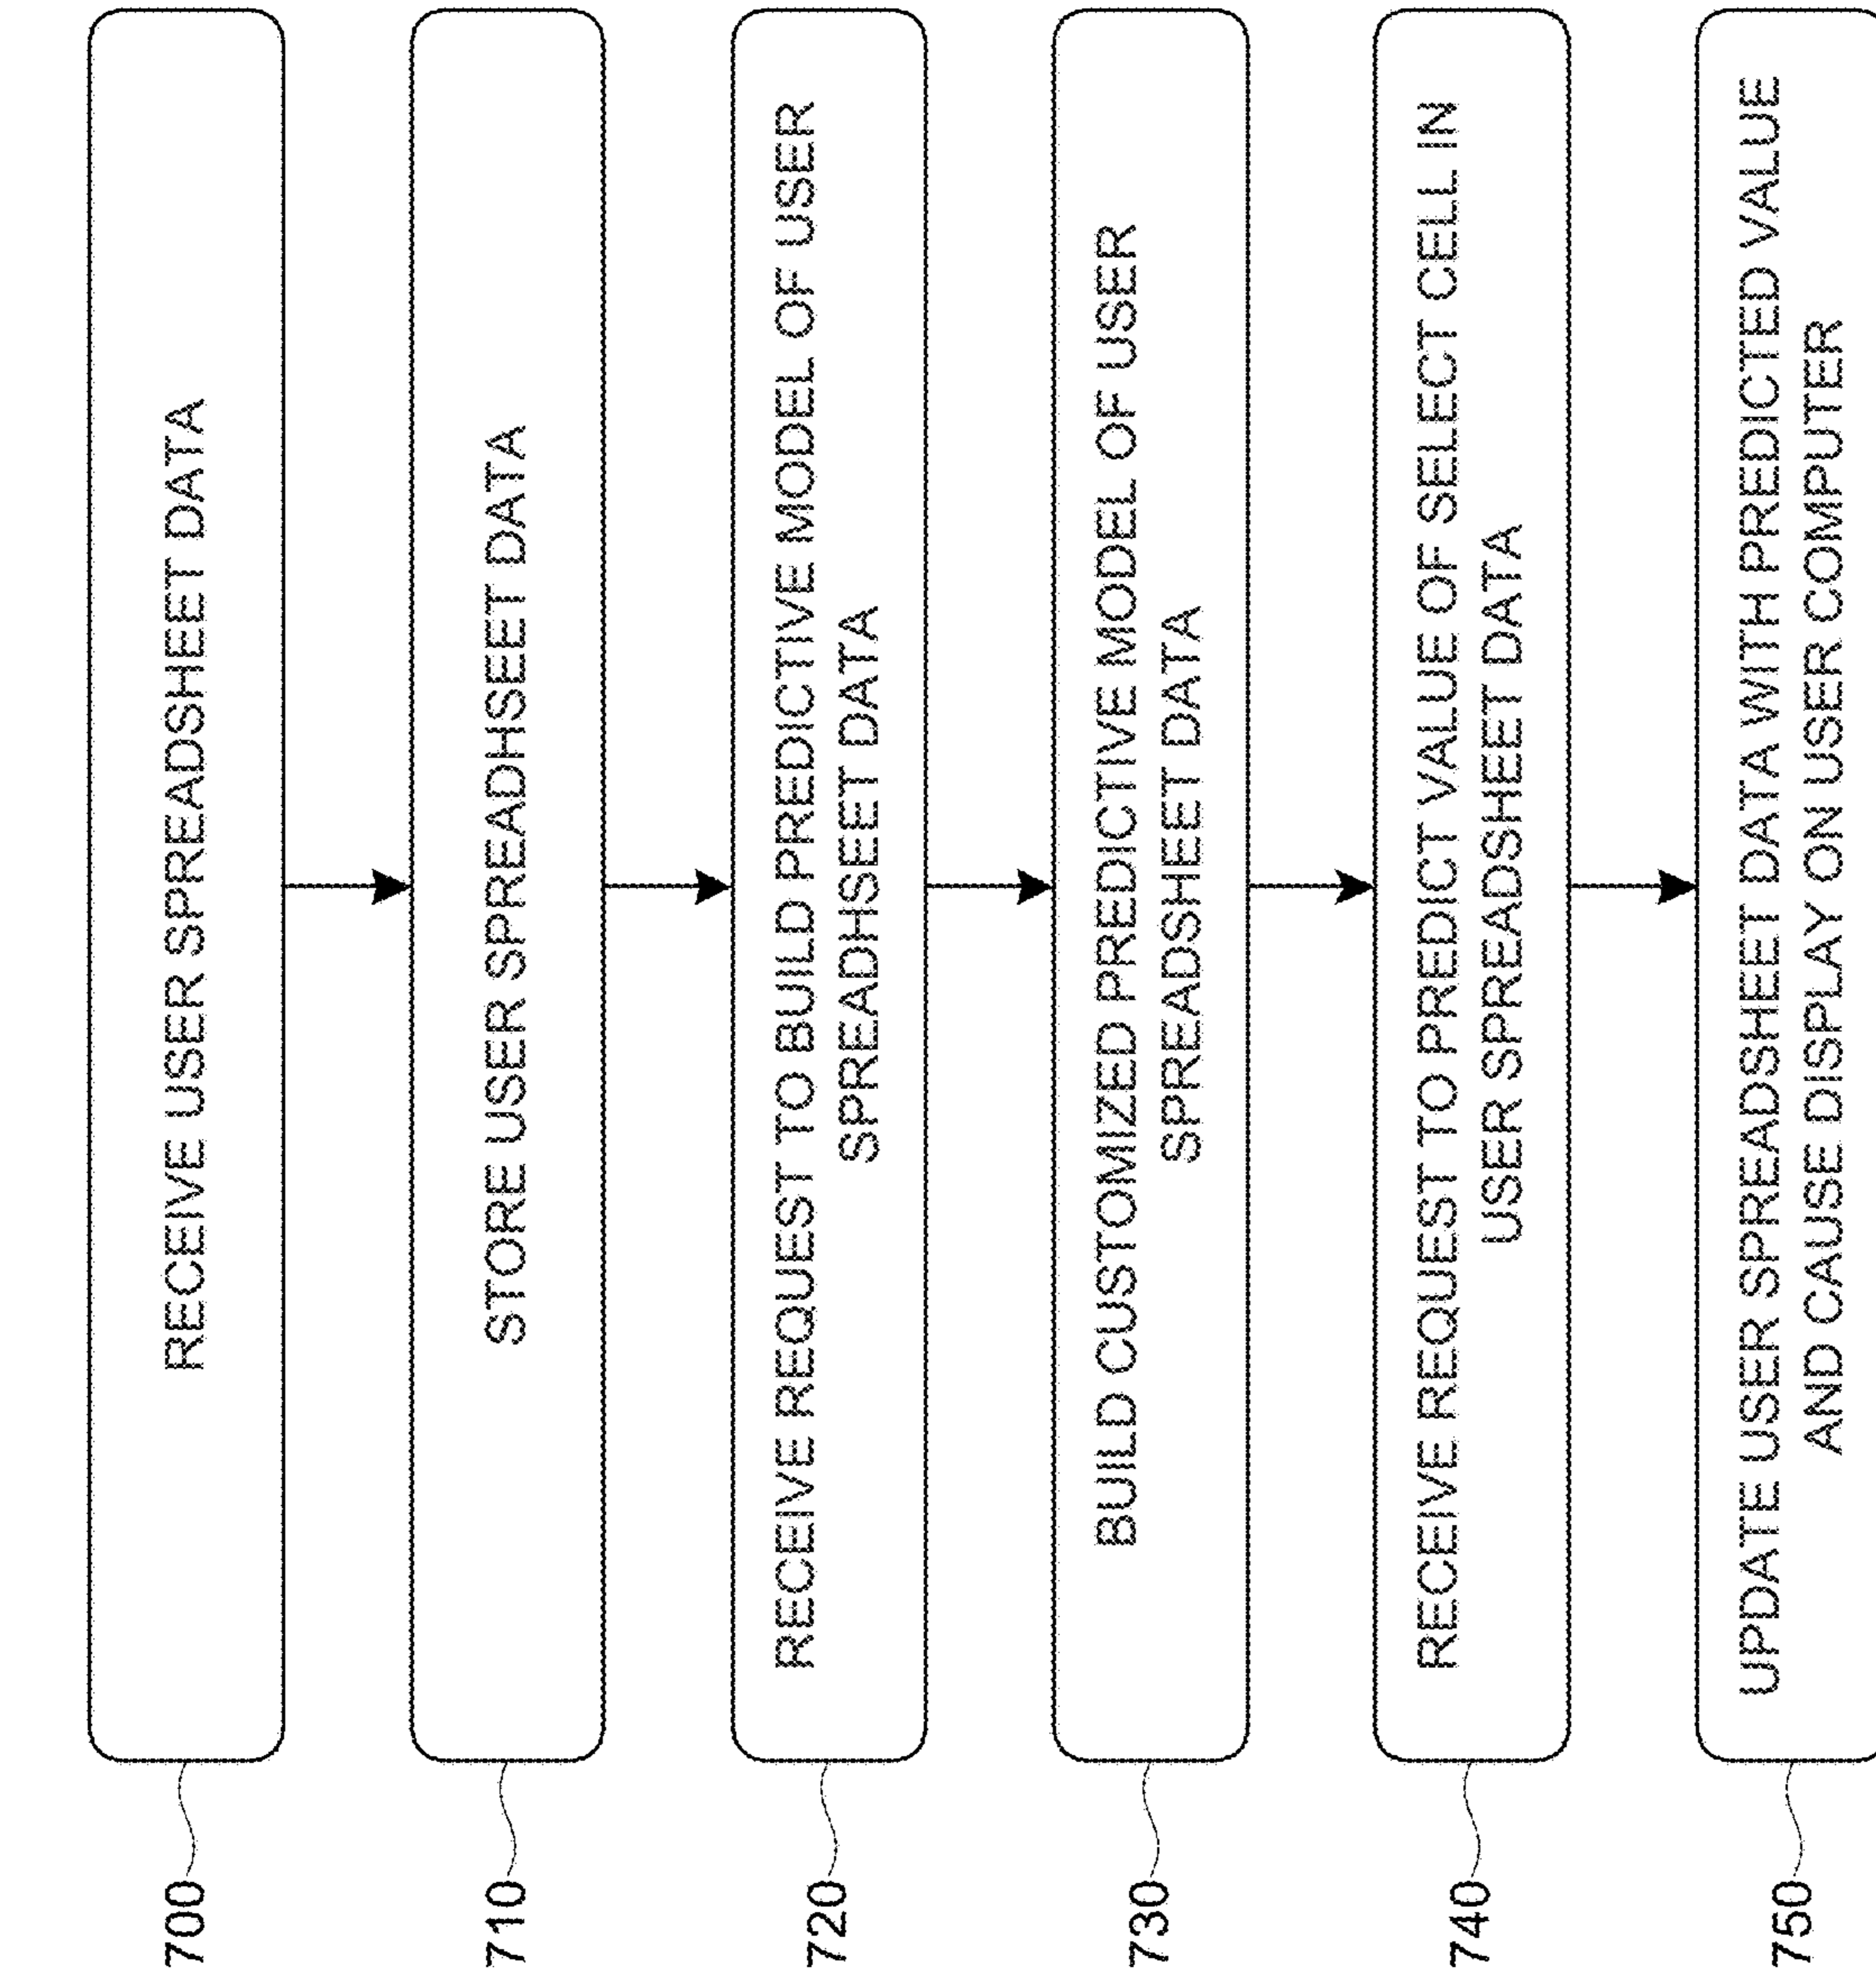 700
RECEIVE USER SPREADSHEET DATA
710
STORE USER SPREADHSEET DATA
720
RECEIVE REQUEST TO BUILD PREDICTIVE MODEL OF USER
SPREADHSEET DATA
730
BUILD CUSTOMIZED PREDICTIVE MODEL OF USER
SPREADSHEET DATA
740
RECEIVE REQUEST TO PREDICT VALUE OF SELECT CELL IN
USER SPREADSHEET DATA
750
UPDATE USER SPREADSHEET DATA WITH PREDICTED VALUE
AND CAUSE DISPLAY ON USER COMPUTER